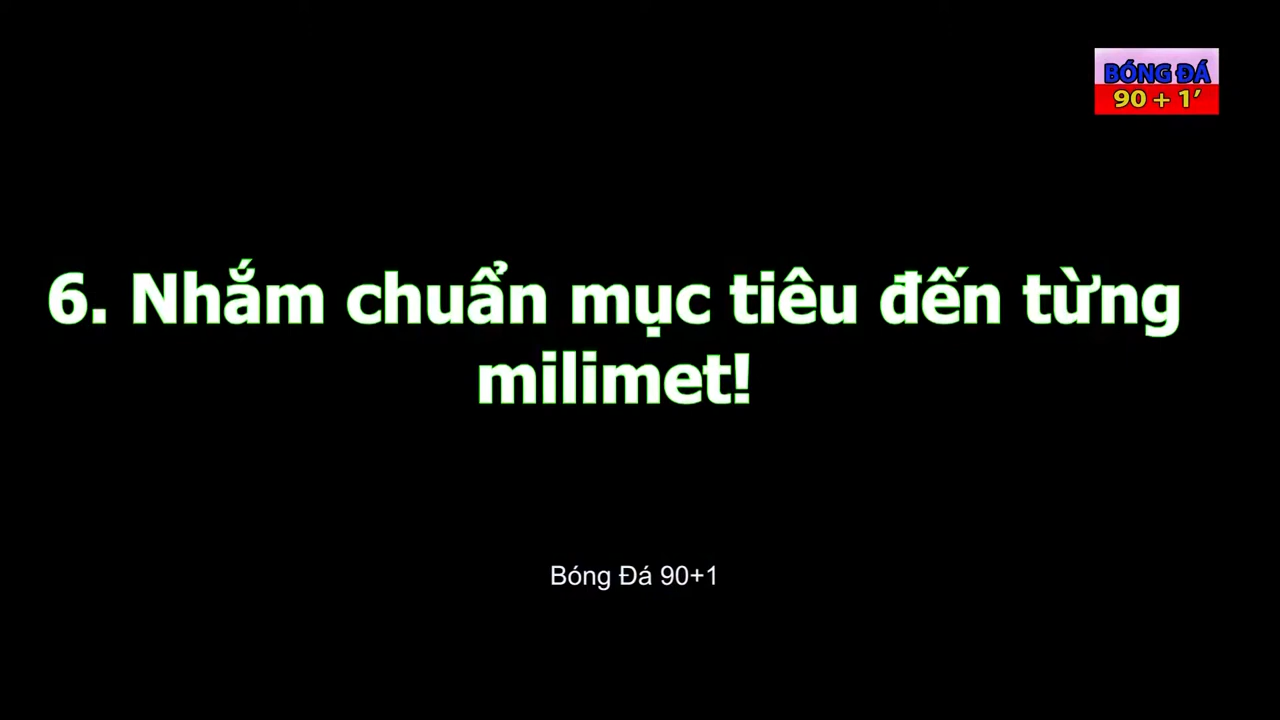 BÓNG ĐÁ
90 + 1’
6. Nhắm chuẩn mục tiêu đến từng
milimet!
Bóng Đá 90+1